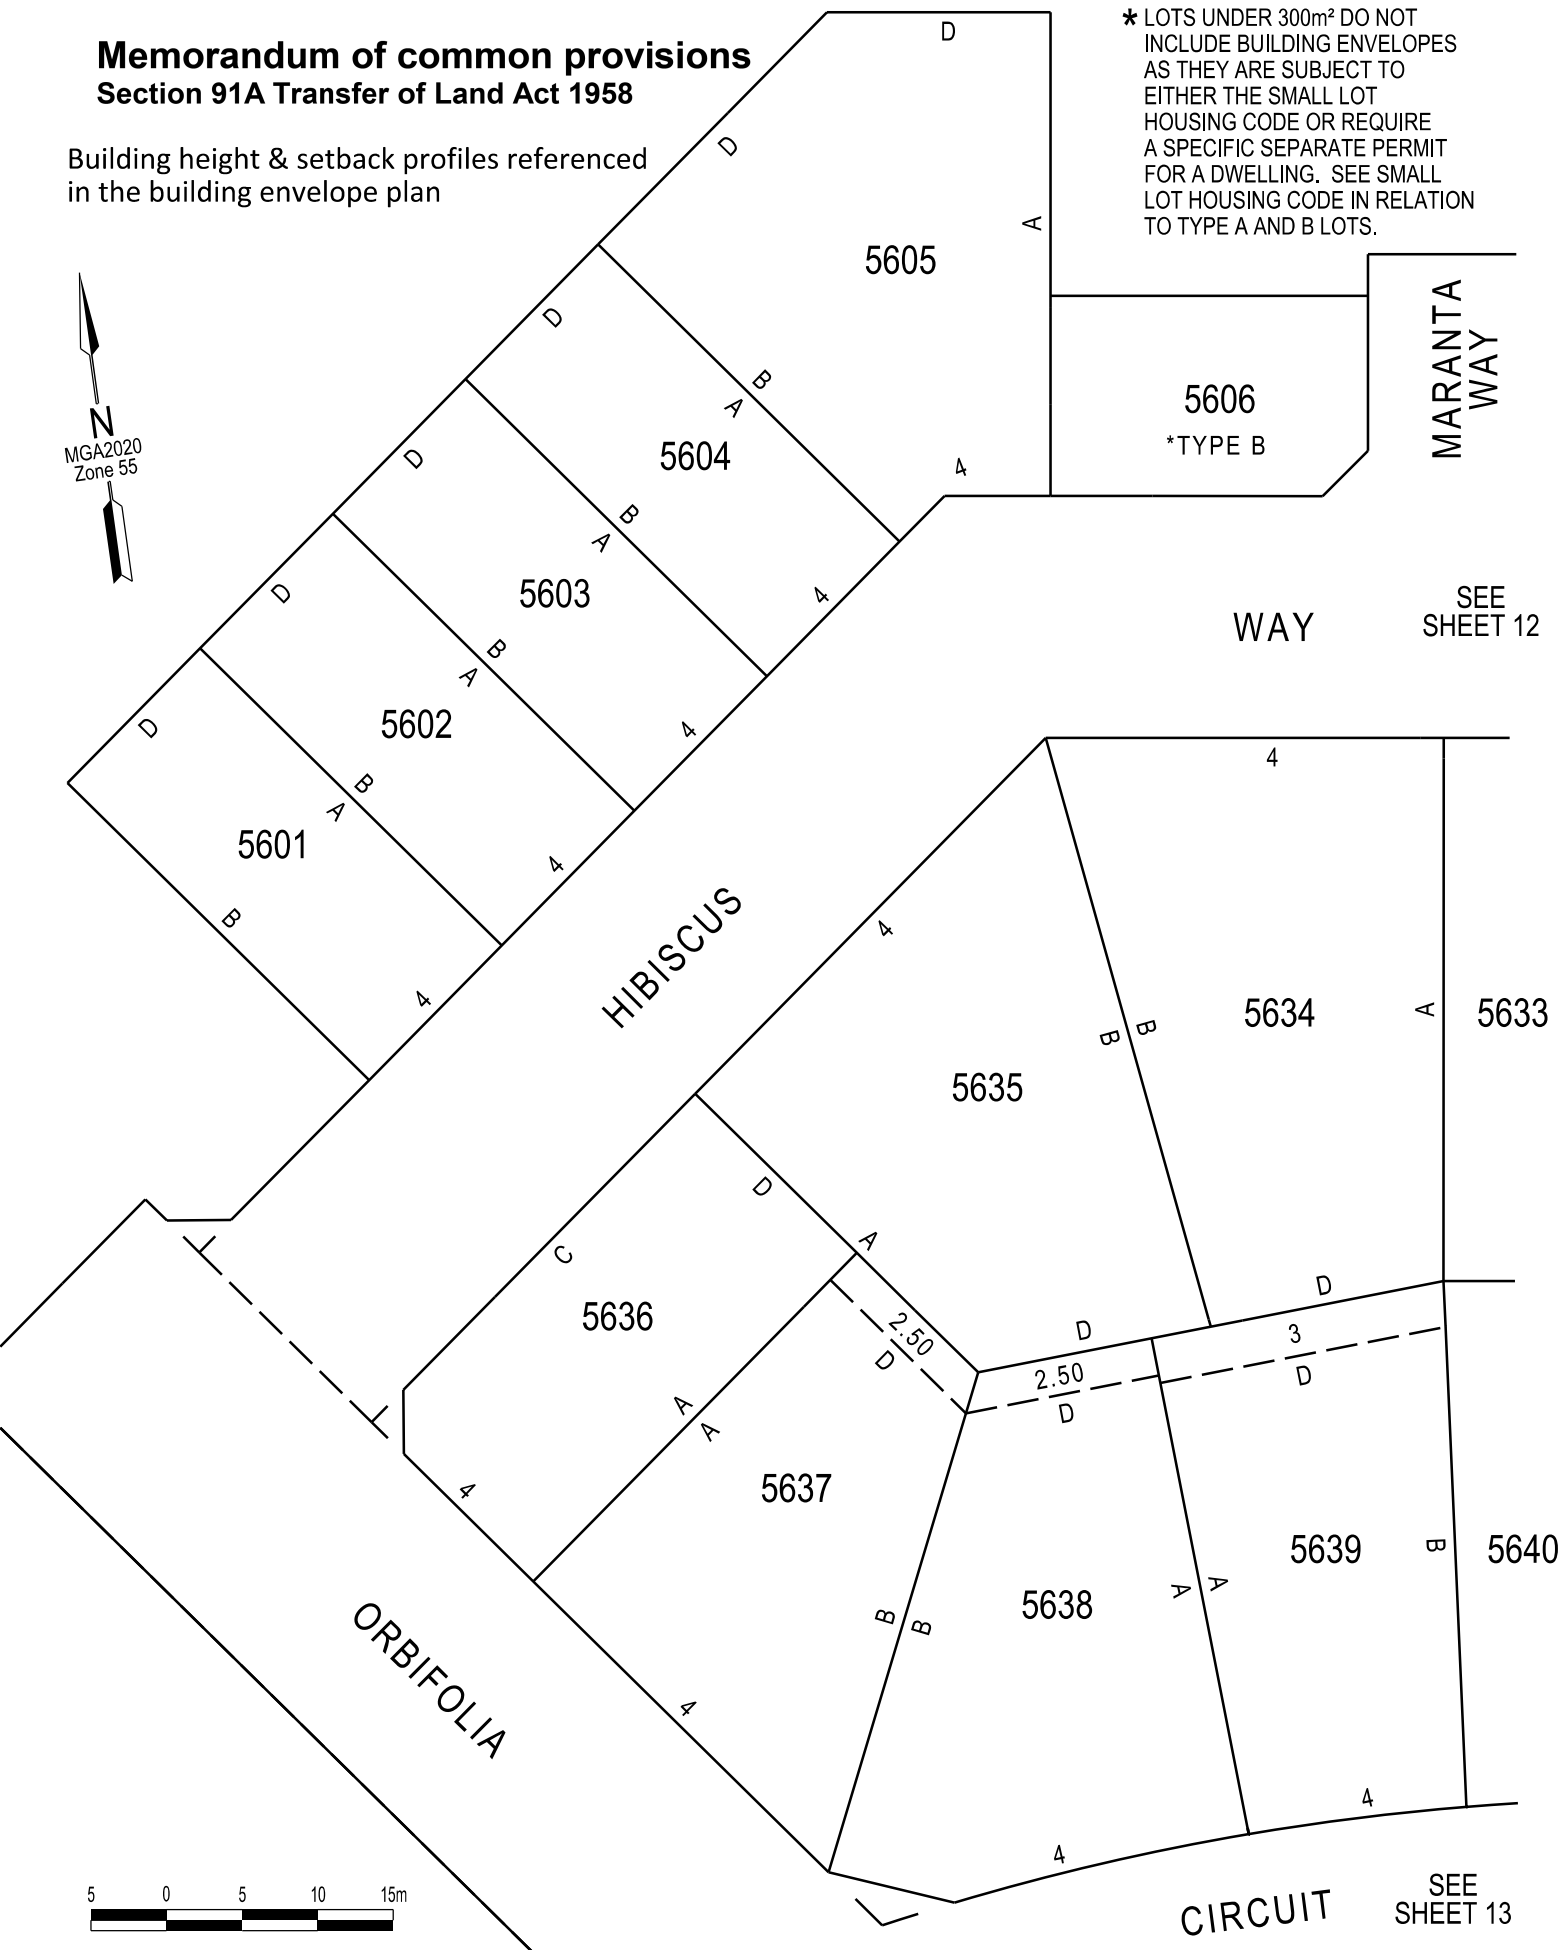 Memorandum of common provisions
Section 91A Transfer of Land Act 1958
Building height & setback profiles referenced
in the building envelope plan
* LOTS UNDER 300m² DO NOT
INCLUDE BUILDING ENVELOPES
AS THEY ARE SUBJECT TO
EITHER THE SMALL LOT
HOUSING CODE OR REQUIRE
A SPECIFIC SEPARATE PERMIT
FOR A DWELLING. SEE SMALL
LOT HOUSING CODE IN RELATION
TO TYPE A AND B LOTS.
N
MGA2020
Zone 55
D
D
A
5605
B
4
D
A
5604
B
4
D
A
5603
B
4
D
A
5602
B
4
D
A
5601
B
4
5606
*TYPE B
MARANTA
WAY
SEE
SHEET 12
WAY
HIBISCUS
4
B
5634
A
5633
D
4
B
5635
A
D
D
C
5636
A
4
2.50
D
A
5637
B
4
2.50
D
B
5638
A
4
3
D
A
5639
B
4
5640
ORBIFOLIA
CIRCUIT
SEE
SHEET 13
5 0 5 10 15m